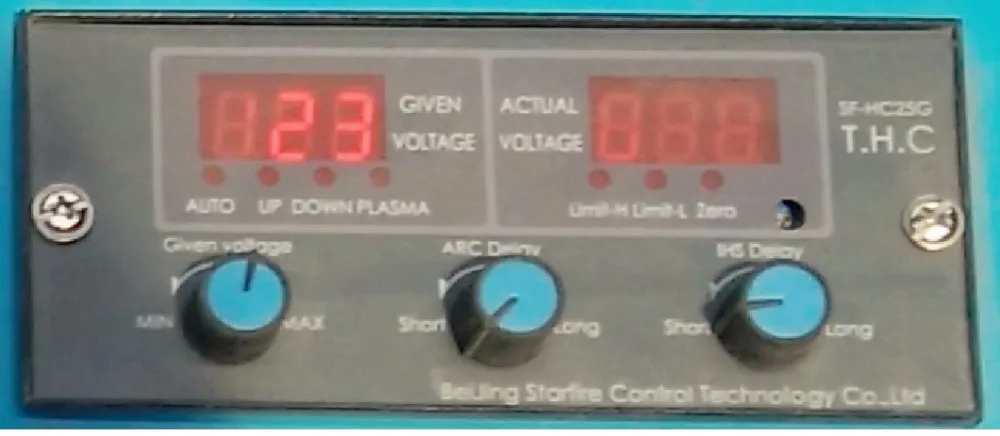 123
GIVEN
VOLTAGE
ACTUAL
VOLTAGE
SF-HC25G
T.H.C
AUTO UP DOWN PLASMA
Limit-H Limit-L Zero
Given voltage
ARC Delay
IHS Delay
MIN MAX
Short Long
Short Long
BeiJing Starfire Control Technology Co.,Ltd